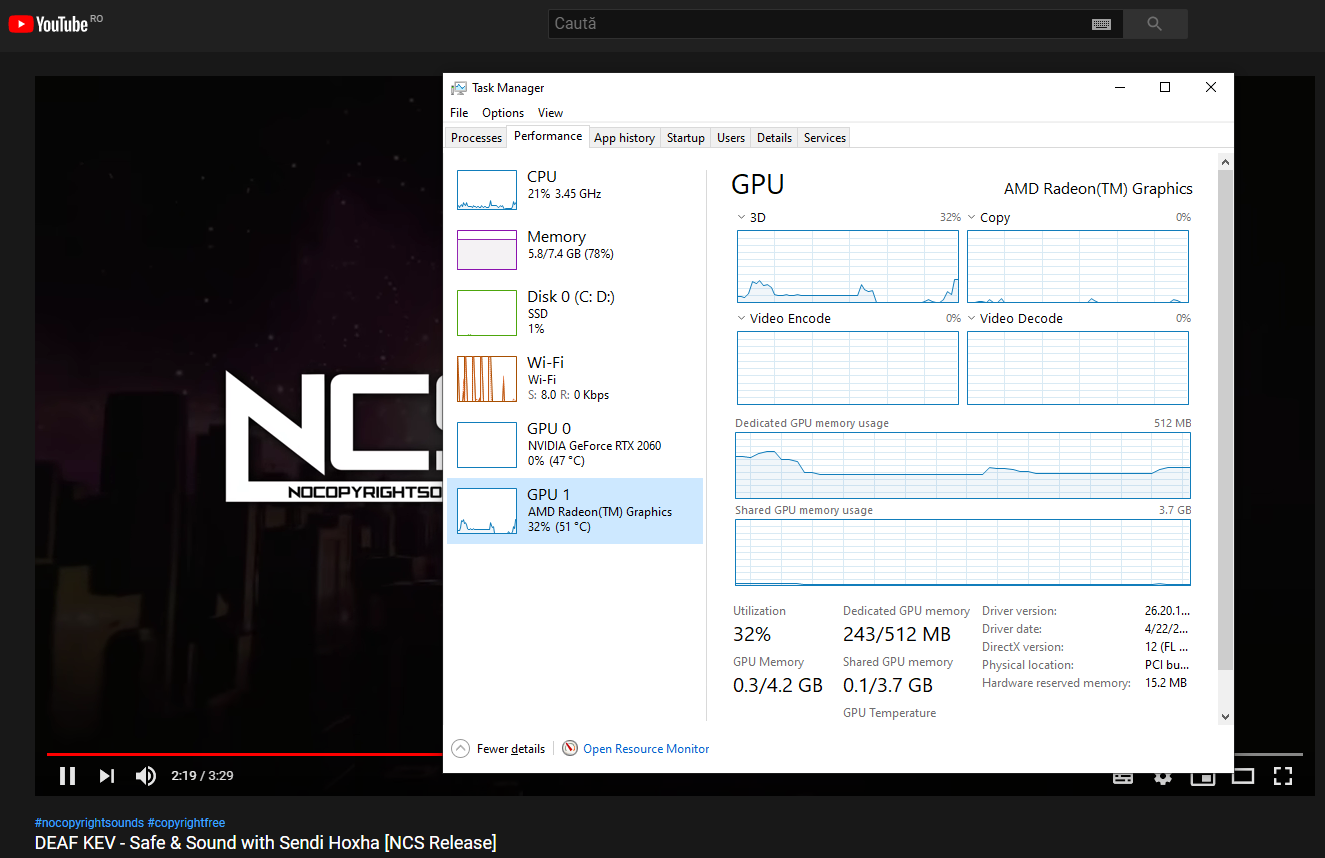 YouTube RO
Caută
Task Manager
File Options View
Processes Performance App history Startup Users Details Services
CPU
21% 3.45 GHz
Memory
5.8/7.4 GB (78%)
Disk 0 (C: D:)
SSD
1%
Wi-Fi
Wi-Fi
S: 8.0 R: 0 Kbps
GPU 0
NVIDIA GeForce RTX 2060
0% (47 °C)
GPU 1
AMD Radeon(TM) Graphics
32% (51 °C)
GPU AMD Radeon(TM) Graphics
3D 32% Copy 0%
Video Encode 0% Video Decode 0%
Dedicated GPU memory usage 512 MB
Shared GPU memory usage 3.7 GB
Utilization
32%
GPU Memory
0.3/4.2 GB
Dedicated GPU memory
243/512 MB
Shared GPU memory
0.1/3.7 GB
GPU Temperature
Driver version: 26.20.1...
Driver date: 4/22/2...
DirectX version: 12 (FL ...
Physical location: PCI bu...
Hardware reserved memory: 15.2 MB
Fewer details Open Resource Monitor
NCS
NOCOPYRIGHTSO
2:19 / 3:29
#nocopyrightsounds #copyrightfree
DEAF KEV - Safe & Sound with Sendi Hoxha [NCS Release]